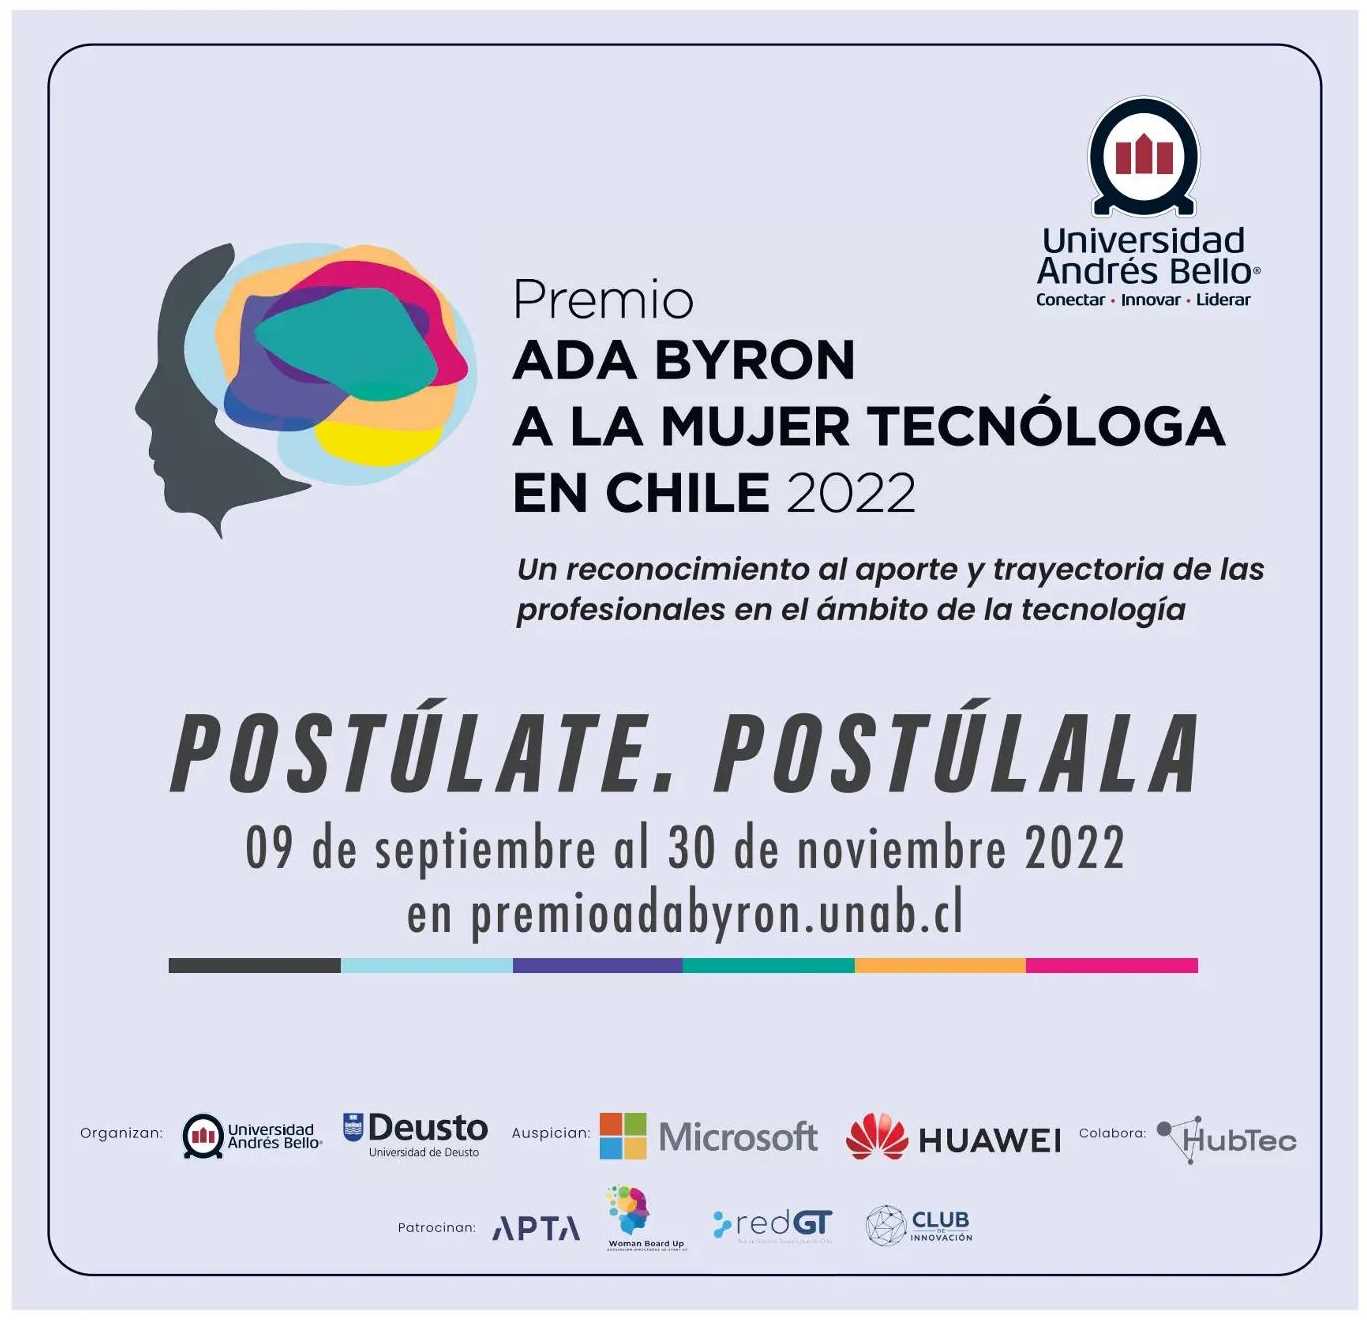 Universidad
Andrés Bello®
Conectar • Innovar • Liderar
Premio
ADA BYRON
A LA MUJER TECNÓLOGA
EN CHILE 2022
Un reconocimiento al aporte y trayectoria de las
profesionales en el ámbito de la tecnología
POSTÚLATE. POSTÚLALA
09 de septiembre al 30 de noviembre 2022
en premioadabyron.unab.cl
Organizan:
Universidad
Andrés Bello®
Deusto
Universidad de Deusto
Auspician:
Microsoft
HUAWEI
Colabora:
HubTec
Patrocinan:
APTA
Woman Board Up
redGT
CLUB
DE
INNOVACIÓN